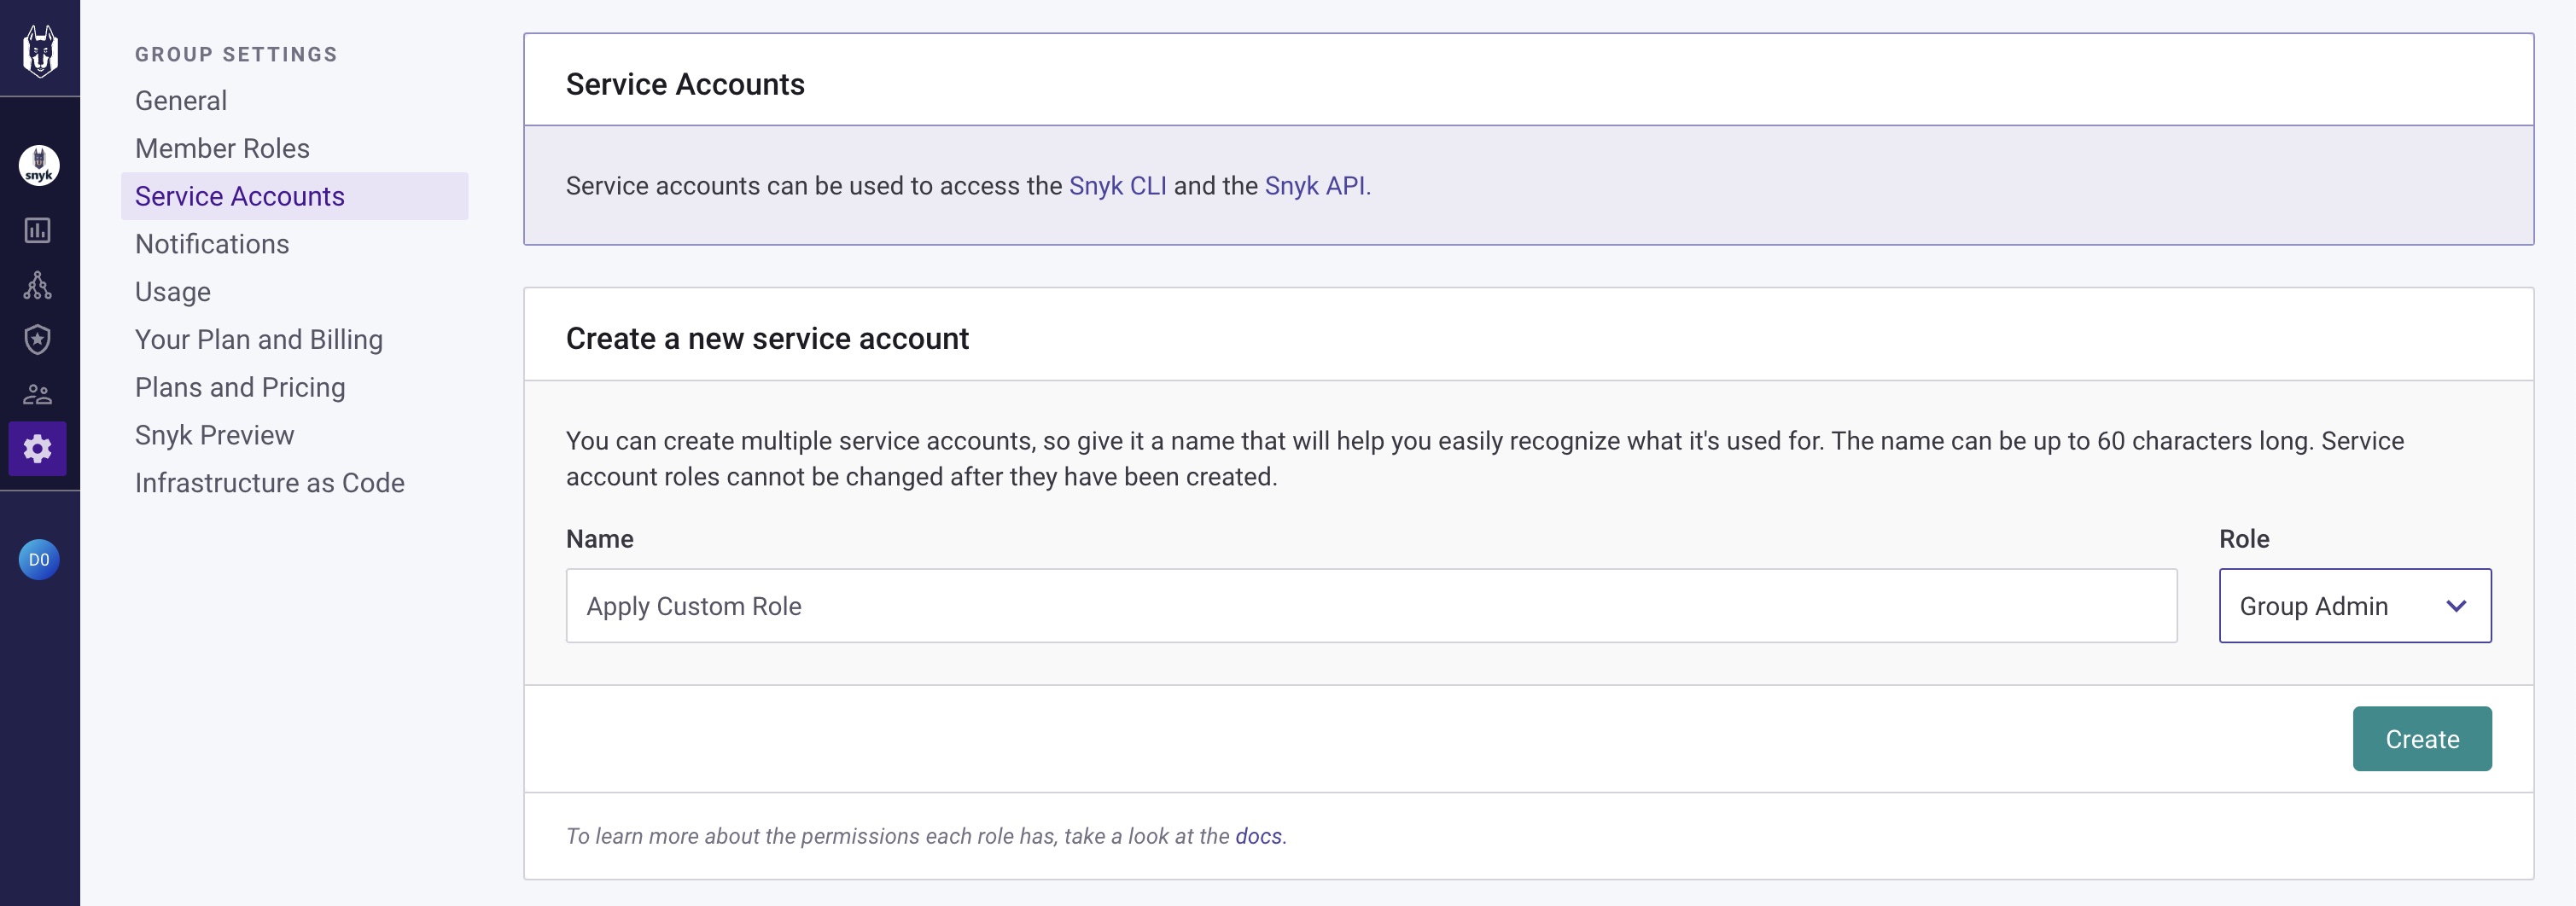 GROUP SETTINGS
General
Member Roles
Service Accounts
Notifications
Usage
Your Plan and Billing
Plans and Pricing
Snyk Preview
Infrastructure as Code
snyk
D0
Service Accounts
Service accounts can be used to access the Snyk CLI and the Snyk API.
Create a new service account
You can create multiple service accounts, so give it a name that will help you easily recognize what it's used for. The name can be up to 60 characters long. Service
account roles cannot be changed after they have been created.
Name
Apply Custom Role
Role
Group Admin
Create
To learn more about the permissions each role has, take a look at the docs.